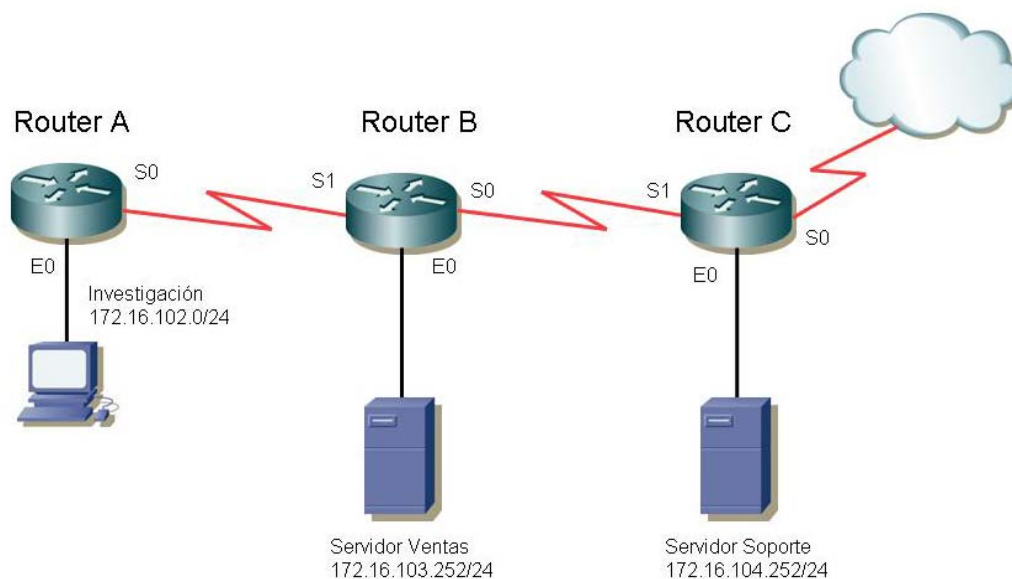 Router A
Router B
Router C
S0
S1
S0
S1
S0
E0
E0
E0
Investigación
172.16.102.0/24
Servidor Ventas
172.16.103.252/24
Servidor Soporte
172.16.104.252/24